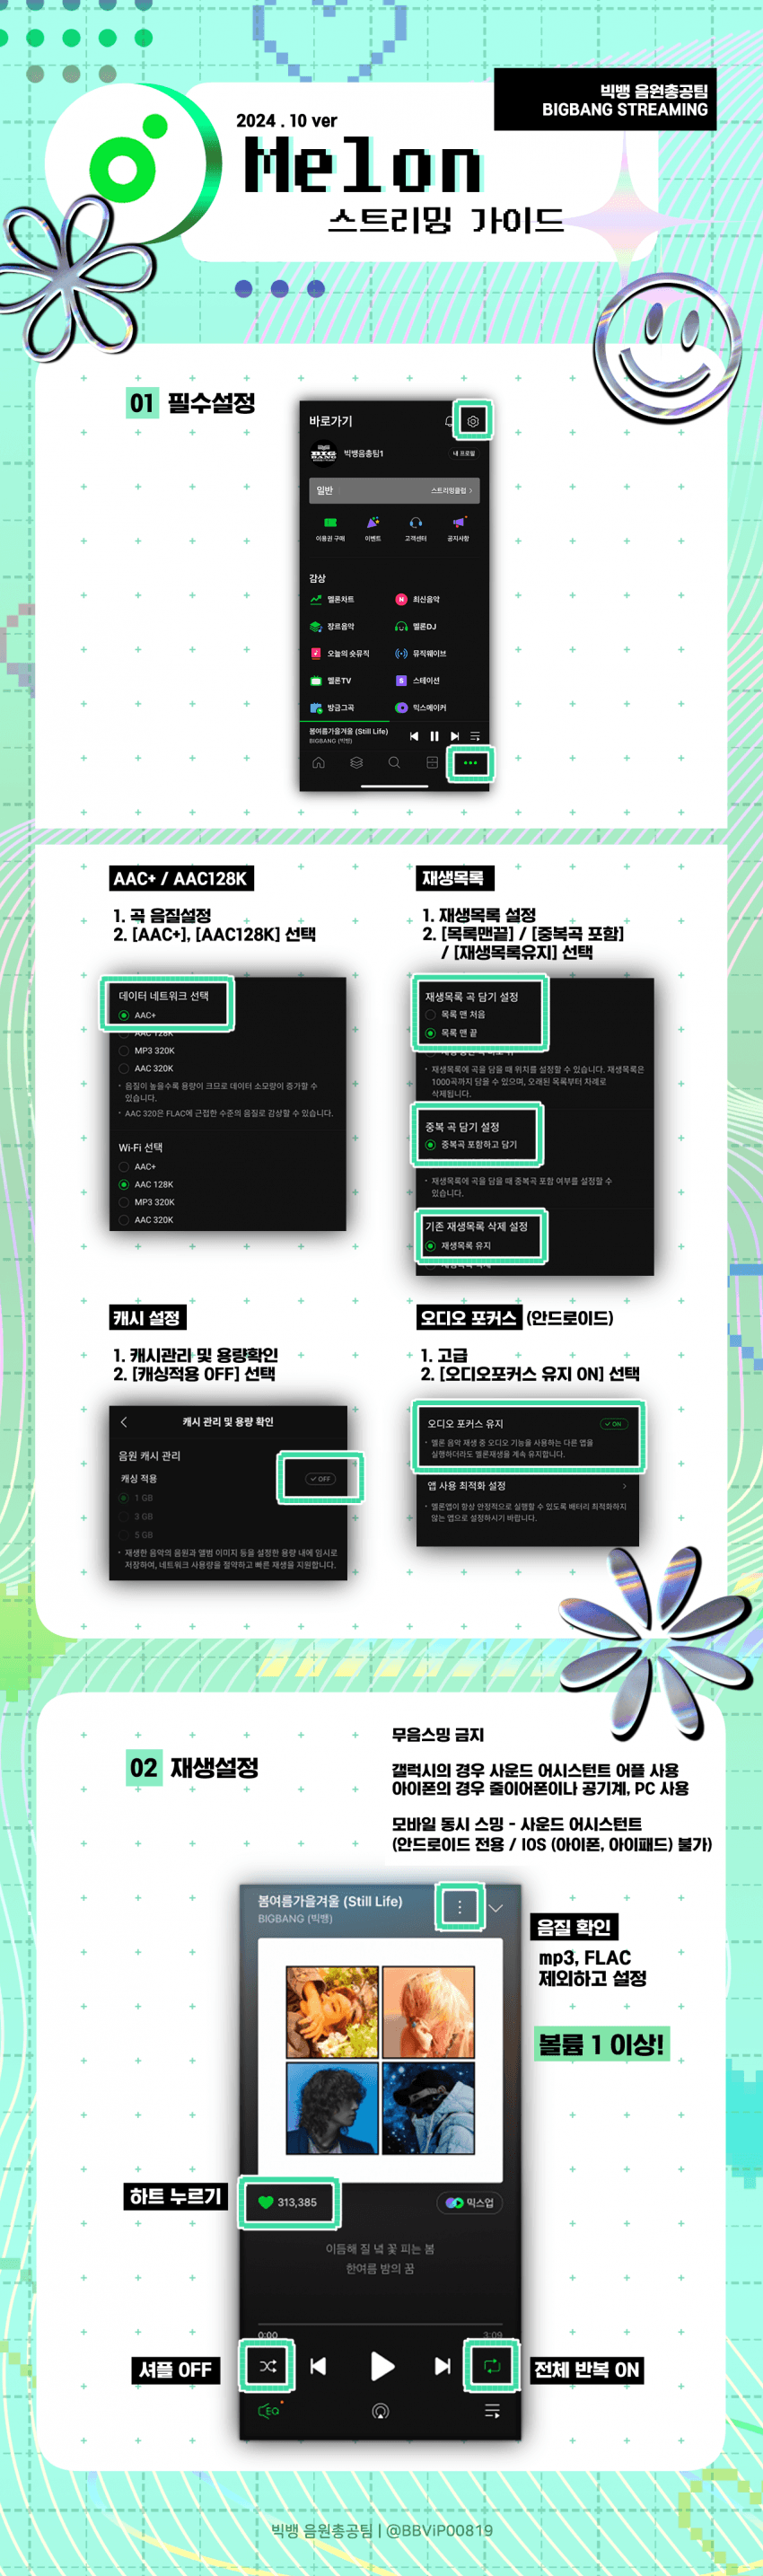 빅뱅 음원총공팀
BIGBANG STREAMING
2024 . 10 ver
Melon
스트리밍 가이드
01 필수설정
바로가기
BIG BANG
빅뱅음총팀1
내 프로필
일반
스트리밍클럽 >
이용권 구매
이벤트
고객센터
공지사항
감상
멜론차트
최신음악
장르음악
멜론DJ
오늘의 숏뮤직
뮤직웨이브
멜론TV
스테이션
방금그곡
믹스메이커
봄여름가을겨울 (Still Life)
BIGBANG (빅뱅)
AAC+ / AAC128K
1. 곡 음질설정
2. [AAC+], [AAC128K] 선택
데이터 네트워크 선택
AAC+
AAC 128K
MP3 320K
AAC 320K
• 음질이 높을수록 용량이 크므로 데이터 소모량이 증가할 수
있습니다.
• AAC 320은 FLAC에 근접한 수준의 음질로 감상할 수 있습니다.
Wi-Fi 선택
AAC+
AAC 128K
MP3 320K
AAC 320K
재생목록
1. 재생목록 설정
2. [목록맨끝] / [중복곡 포함]
/ [재생목록유지] 선택
재생목록 곡 담기 설정
목록 맨 처음
목록 맨 끝
• 재생목록에 곡을 담을 때 위치를 설정할 수 있습니다. 재생목록은
1000곡까지 담을 수 있으며, 오래된 목록부터 차례로
삭제됩니다.
중복 곡 담기 설정
중복곡 포함하고 담기
• 재생목록에 곡을 담을 때 중복곡 포함 여부를 설정할 수
있습니다.
기존 재생목록 삭제 설정
재생목록 유지
캐시 설정
1. 캐시관리 및 용량확인
2. [캐싱적용 OFF] 선택
캐시 관리 및 용량 확인
음원 캐시 관리
캐싱 적용
OFF
1 GB
3 GB
5 GB
• 재생한 음악의 음원과 앨범 이미지 등을 설정한 용량 내에 임시로
저장하여, 네트워크 사용량을 절약하고 빠른 재생을 지원합니다.
오디오 포커스 (안드로이드)
1. 고급
2. [오디오포커스 유지 ON] 선택
오디오 포커스 유지
ON
• 멜론 음악 재생 중 오디오 기능을 사용하는 다른 앱을
실행하더라도 멜론재생을 계속 유지합니다.
앱 사용 최적화 설정
• 멜론앱이 항상 안정적으로 실행할 수 있도록 배터리 최적화하지
않는 앱으로 설정하시기 바랍니다.
02 재생설정
무음스밍 금지
갤럭시의 경우 사운드 어시스턴트 어플 사용
아이폰의 경우 줄이어폰이나 공기계, PC 사용
모바일 동시 스밍 - 사운드 어시스턴트
(안드로이드 전용 / IOS (아이폰, 아이패드) 불가)
봄여름가을겨울 (Still Life)
BIGBANG (빅뱅)
음질 확인
mp3, FLAC
제외하고 설정
볼륨 1 이상!
하트 누르기
313,385
믹스업
이듬해 질 녘 꽃 피는 봄
한여름 밤의 꿈
0:00
3:09
셔플 OFF
전체 반복 ON
EQ
빅뱅 음원총공팀 | @BBViP00819